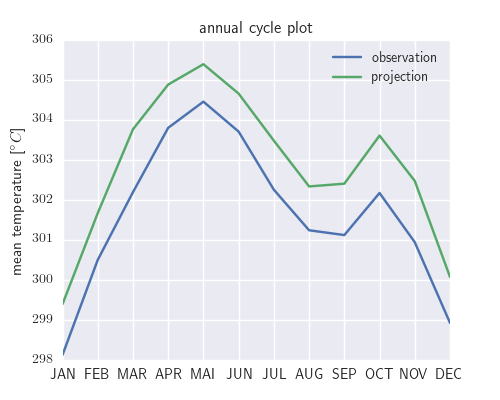 annual cycle plot
observation
projection
mean temperature [°C]
306
305
304
303
302
301
300
299
298
JAN FEB MAR APR MAI JUN JUL AUG SEP OCT NOV DEC